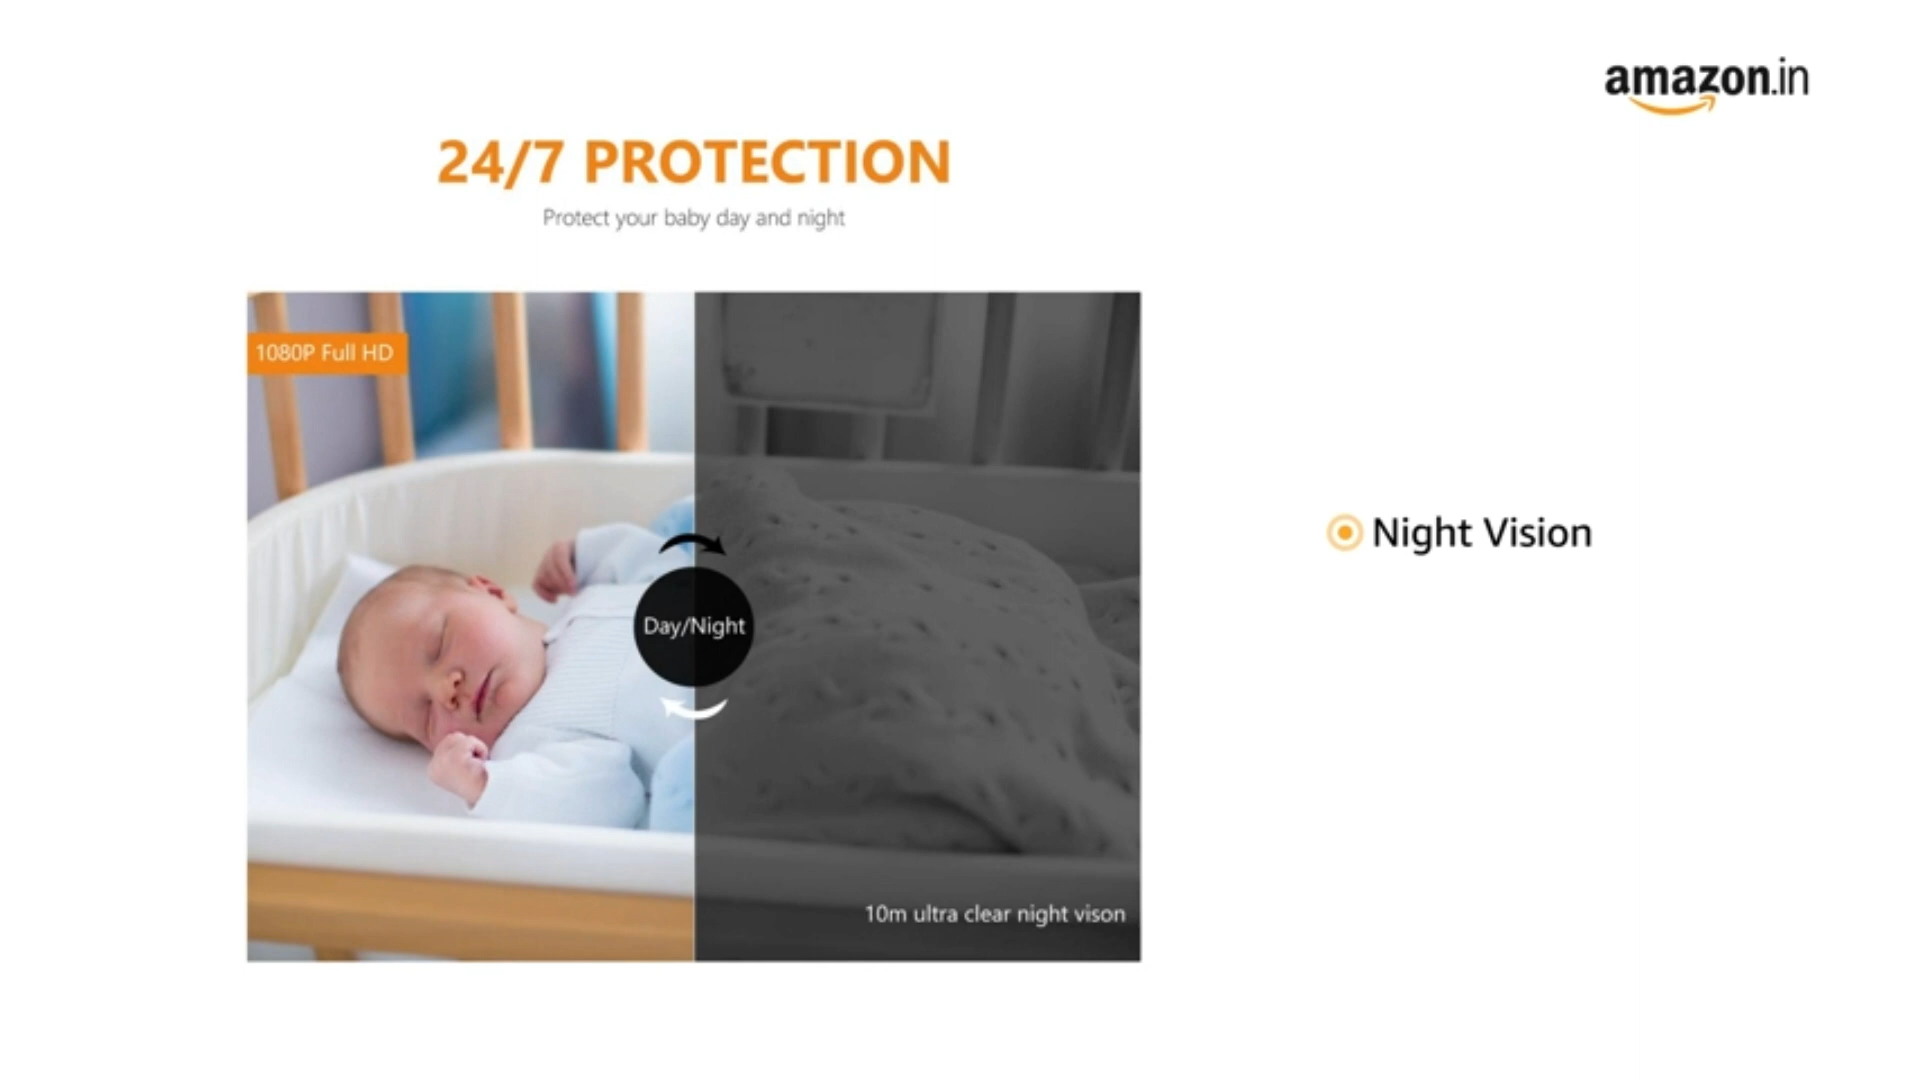 amazon.in
24/7 PROTECTION
Protect your baby day and night
1080P Full HD
Day/Night
10m ultra clear night vison
Night Vision